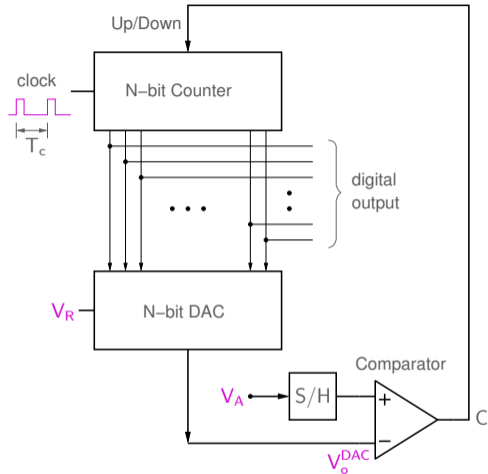 Up/Down
clock
N-bit Counter
T_c
digital
output
V_R
N-bit DAC
Comparator
V_A
S/H
+
C
−
V_o^DAC